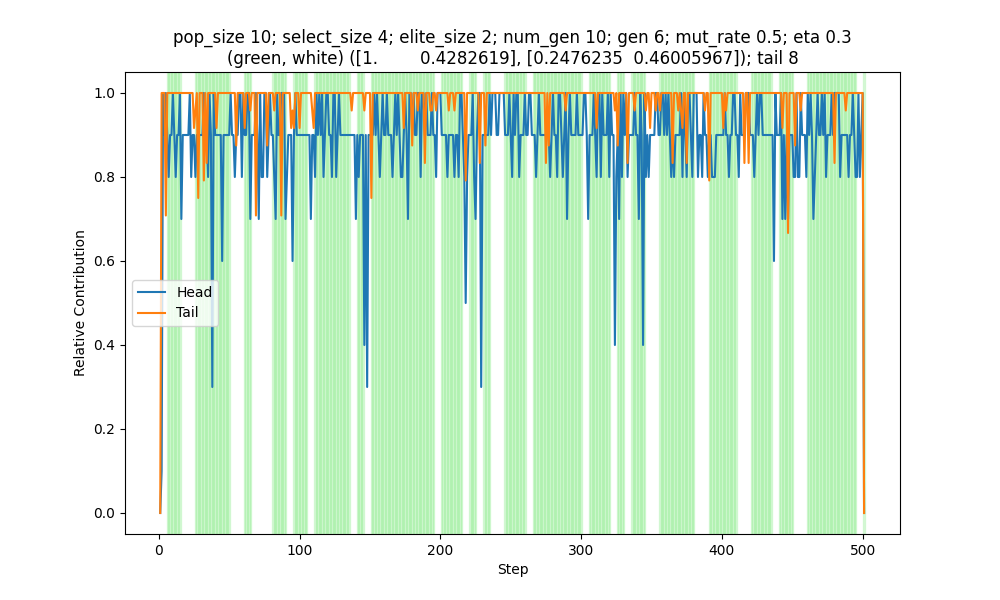 pop_size 10; select_size 4; elite_size 2; num_gen 10; gen 6; mut_rate 0.5; eta 0.3
(green, white) ([1. 0.4282619], [0.2476235 0.46005967]); tail 8
1.0
0.8
0.6
0.4
0.2
0.0
Relative Contribution
Head
Tail
0 100 200 300 400 500
Step